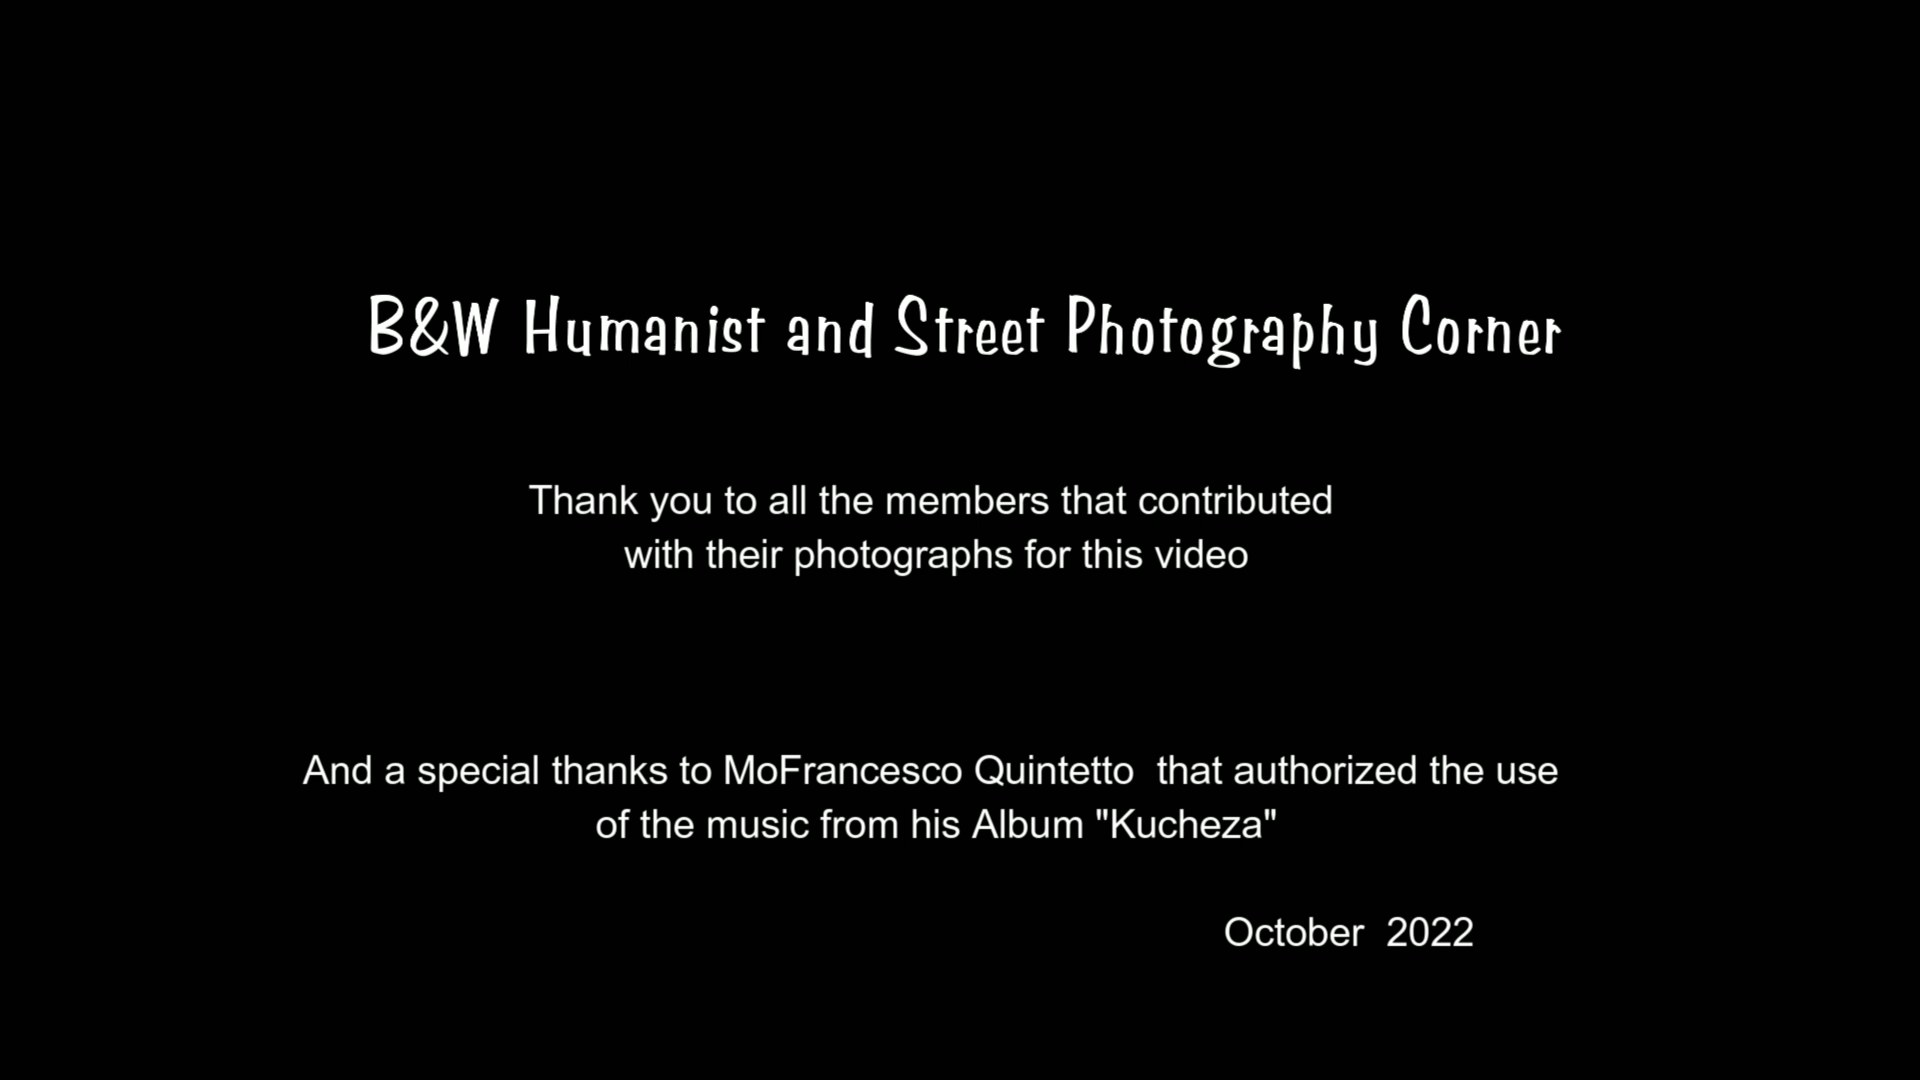 B&W Humanist and Street Photography Corner
Thank you to all the members that contributed
with their photographs for this video
And a special thanks to MoFrancesco Quintetto  that authorized the use
of the music from his Album "Kucheza"
October  2022